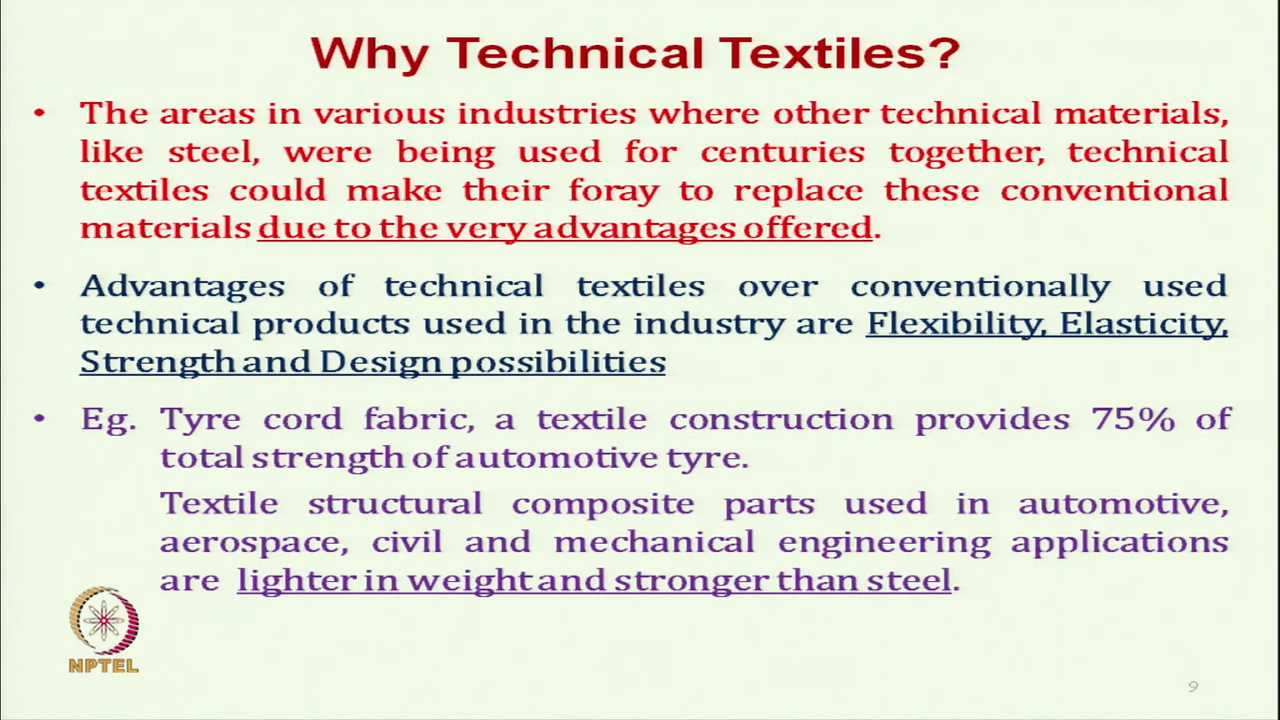 Why Technical Textiles?
• The areas in various industries where other technical materials,
like steel, were being used for centuries together, technical
textiles could make their foray to replace these conventional
materials due to the very advantages offered.
• Advantages of technical textiles over conventionally used
technical products used in the industry are Flexibility, Elasticity,
Strength and Design possibilities
• Eg. Tyre cord fabric, a textile construction provides 75% of
total strength of automotive tyre.
Textile structural composite parts used in automotive,
aerospace, civil and mechanical engineering applications
are lighter in weight and stronger than steel.
NPTEL
9